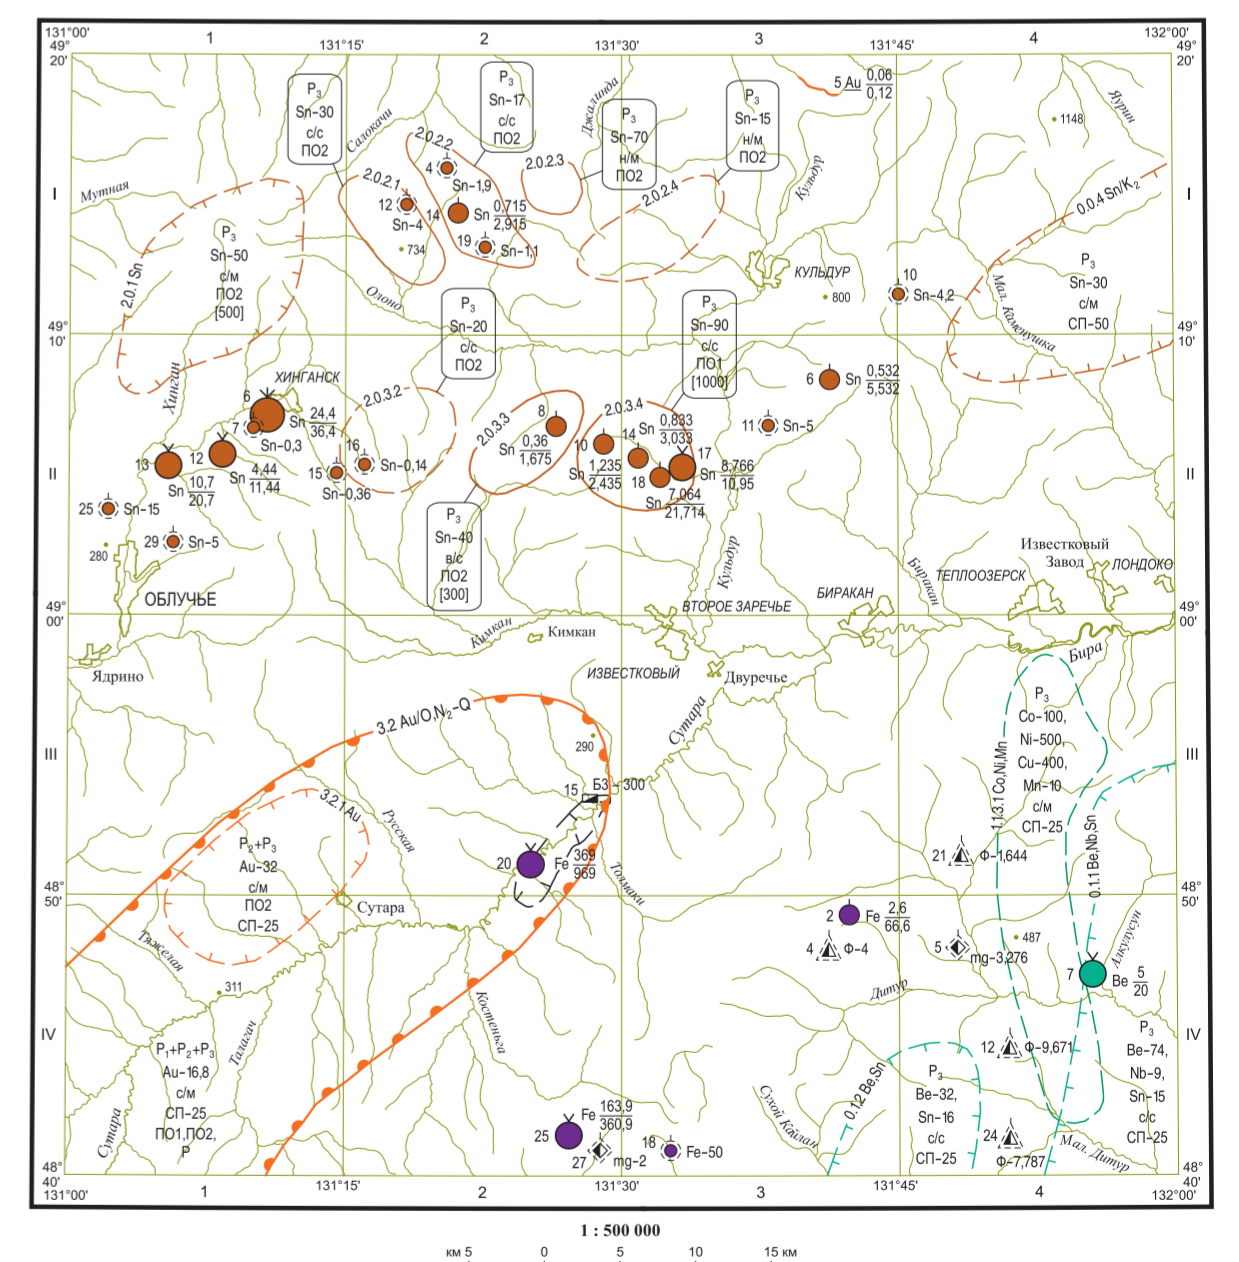 131°00'
132°00'
49°
20'
1
131°15'
2
131°30'
3
131°45'
4
49°
20'
5 Au 0,06
0,12
P3
Sn–30
с/с
ПО2
P3
Sn–17
с/с
ПО2
P3
Sn–70
н/м
ПО2
P3
Sn–15
н/м
ПО2
Салокачи
Джалинда
Яурин
1148
2.0.2.2
4
Sn–1,9
2.0.2.1
2.0.2.3
2.0.2.4
Кульдур
I
I
Мутная
12
Sn–4
14
Sn 0,715
2,915
19
Sn–1,1
734
0.0.4 Sn/K2
2.0.1 Sn
P3
Sn–50
с/м
ПО2
[500]
КУЛЬДУР
800
10
Sn–4,2
P3
Sn–30
с/м
СП–50
Мал. Каменушка
Олоно
P3
Sn–20
с/с
ПО2
P3
Sn–90
с/с
ПО1
[1000]
49°
10'
49°
10'
Хинган
ХИНГАНСК
6
Sn 24,4
36,4
7
Sn–0,3
2.0.3.2
6
Sn 0,532
5,532
2.0.3.3
8
Sn 0,36
1,675
2.0.3.4
10
Sn 1,235
2,435
14
Sn 0,833
3,033
11
Sn–5
17
Sn 8,766
10,95
18
Sn 7,064
21,714
13
Sn 10,7
20,7
12
Sn 4,44
11,44
15
Sn–0,36
16
Sn–0,14
II
II
25
Sn–15
29
Sn–5
280
P3
Sn–40
в/с
ПО2
[300]
Кульдур
Биракан
Известковый
Завод
ЛОНДОКО
ТЕПЛООЗЕРСК
БИРАКАН
ОБЛУЧЬЕ
ВТОРОЕ ЗАРЕЧЬЕ
49°
00'
49°
00'
Кимкан
Кимкан
Бира
Ядрино
ИЗВЕСТКОВЫЙ
Двуречье
Сутара
3.2 Au/O,N2–Q
290
P3
Co–100,
Ni–500,
Cu–400,
Mn–10
с/м
СП–25
1.1.3.1 Co,Ni,Mn
III
III
15
БЗ–300
3.2.1 Au
Русская
P2+P3
Au–32
с/м
ПО2
СП–25
20
Fe 369
969
Толмаки
21
Ф–1,644
0.1.1 Be,Nb,Sn
48°
50'
48°
50'
Сутара
2
Fe 2,6
66,6
4
Ф–4
5
mg–3,276
487
Алкулусун
7
Be 5
20
Тяжелая
311
Дитур
Талагач
Костеньга
IV
IV
P1+P2+P3
Au–16,8
с/м
СП–25
ПО1,ПО2,
P
Сутара
12
Ф–9,671
P3
Be–74,
Nb–9,
Sn–15
с/с
СП–25
0.1.2 Be,Sn
P3
Be–32,
Sn–16
с/с
СП–25
Сухой Кайлан
Fe 163,9
360,9
25
27
mg–2
18
Fe–50
24
Ф–7,787
Мал. Дитур
48°
40'
48°
40'
131°00'
1
131°15'
2
131°30'
3
131°45'
4
132°00'
1 : 500 000
км 5
0
5
10
15 км